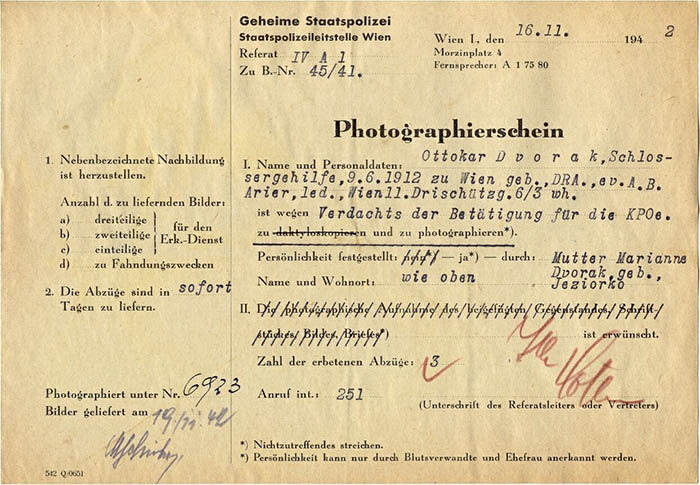 Geheime Staatspolizei
Staatspolizeileitstelle Wien
Referat IV A 1
Zu B.-Nr. 45/41.
Wien I., den 16.11. 194 2
Morzinplatz 4
Fernsprecher: A 1 75 80
Photographierschein
1. Nebenbezeichnete Nachbildung
ist herzustellen.
Anzahl d. zu liefernden Bilder:
a) dreiteilige
b) zweiteilige
c) einteilige
für den
Erk.-Dienst
d) zu Fahndungszwecken
2. Die Abzüge sind in sofort
Tagen zu liefern.
Photographiert unter Nr. 6923
Bilder geliefert am 19/11. 42
542 Q/0651
I. Name und Personaldaten: Ottokar D v o r a k, Schlos-
sergehilfe, 9.6.1912 zu Wien geb., DRA., ev.A.B.
Arier, led., Wien 11. Drischützg. 6/3 wh.
ist wegen Verdachts der Betätigung für die KPOe.
zu daktyloskopieren und zu photographieren*).
Persönlichkeit festgestellt: — ja*) — durch: Mutter Marianne
Name und Wohnort: wie oben Dvorak, geb.,
Jeziorko
II. Die photographische Aufnahme des beigefügten Gegenstandes, Schrift-
stückes, Bildes, Briefes*) ist erwünscht.
Zahl der erbetenen Abzüge: 3
Anruf int.: 251
(Unterschrift des Referatsleiters oder Vertreters)
*) Nichtzutreffendes streichen.
*) Persönlichkeit kann nur durch Blutsverwandte und Ehefrau anerkannt werden.